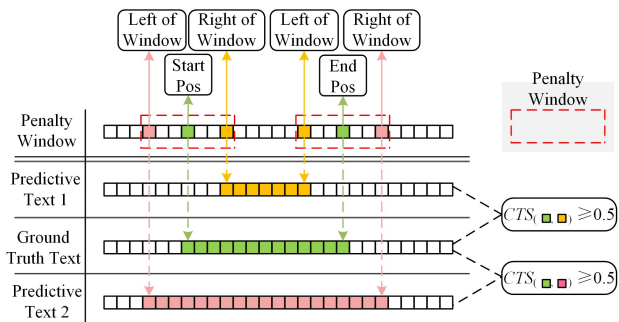 Left of
Window
Right of
Window
Left of
Window
Right of
Window
Start
Pos
End
Pos
Penalty
Window
Penalty
Window
Predictive
Text 1
CTS( , ) ≥0.5
Ground
Truth Text
CTS( , ) ≥0.5
Predictive
Text 2